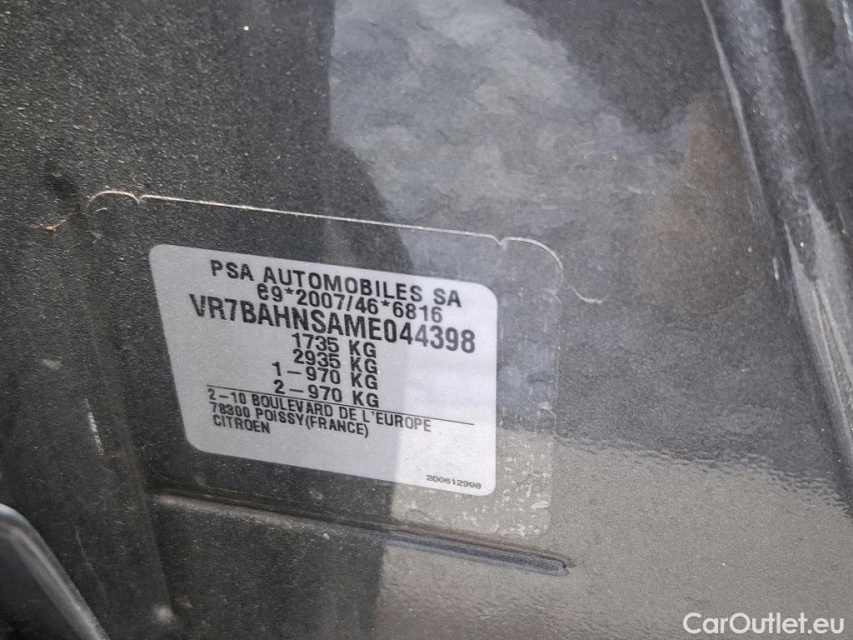 PSA AUTOMOBILES SA
e9*2007/46*6816
VR7BAHNSAME044398
1735 KG
2935 KG
1-970 KG
2-970 KG
2-10 BOULEVARD DE L'EUROPE
78300 POISSY(FRANCE)
CITROEN
200612998
CarOutlet.eu